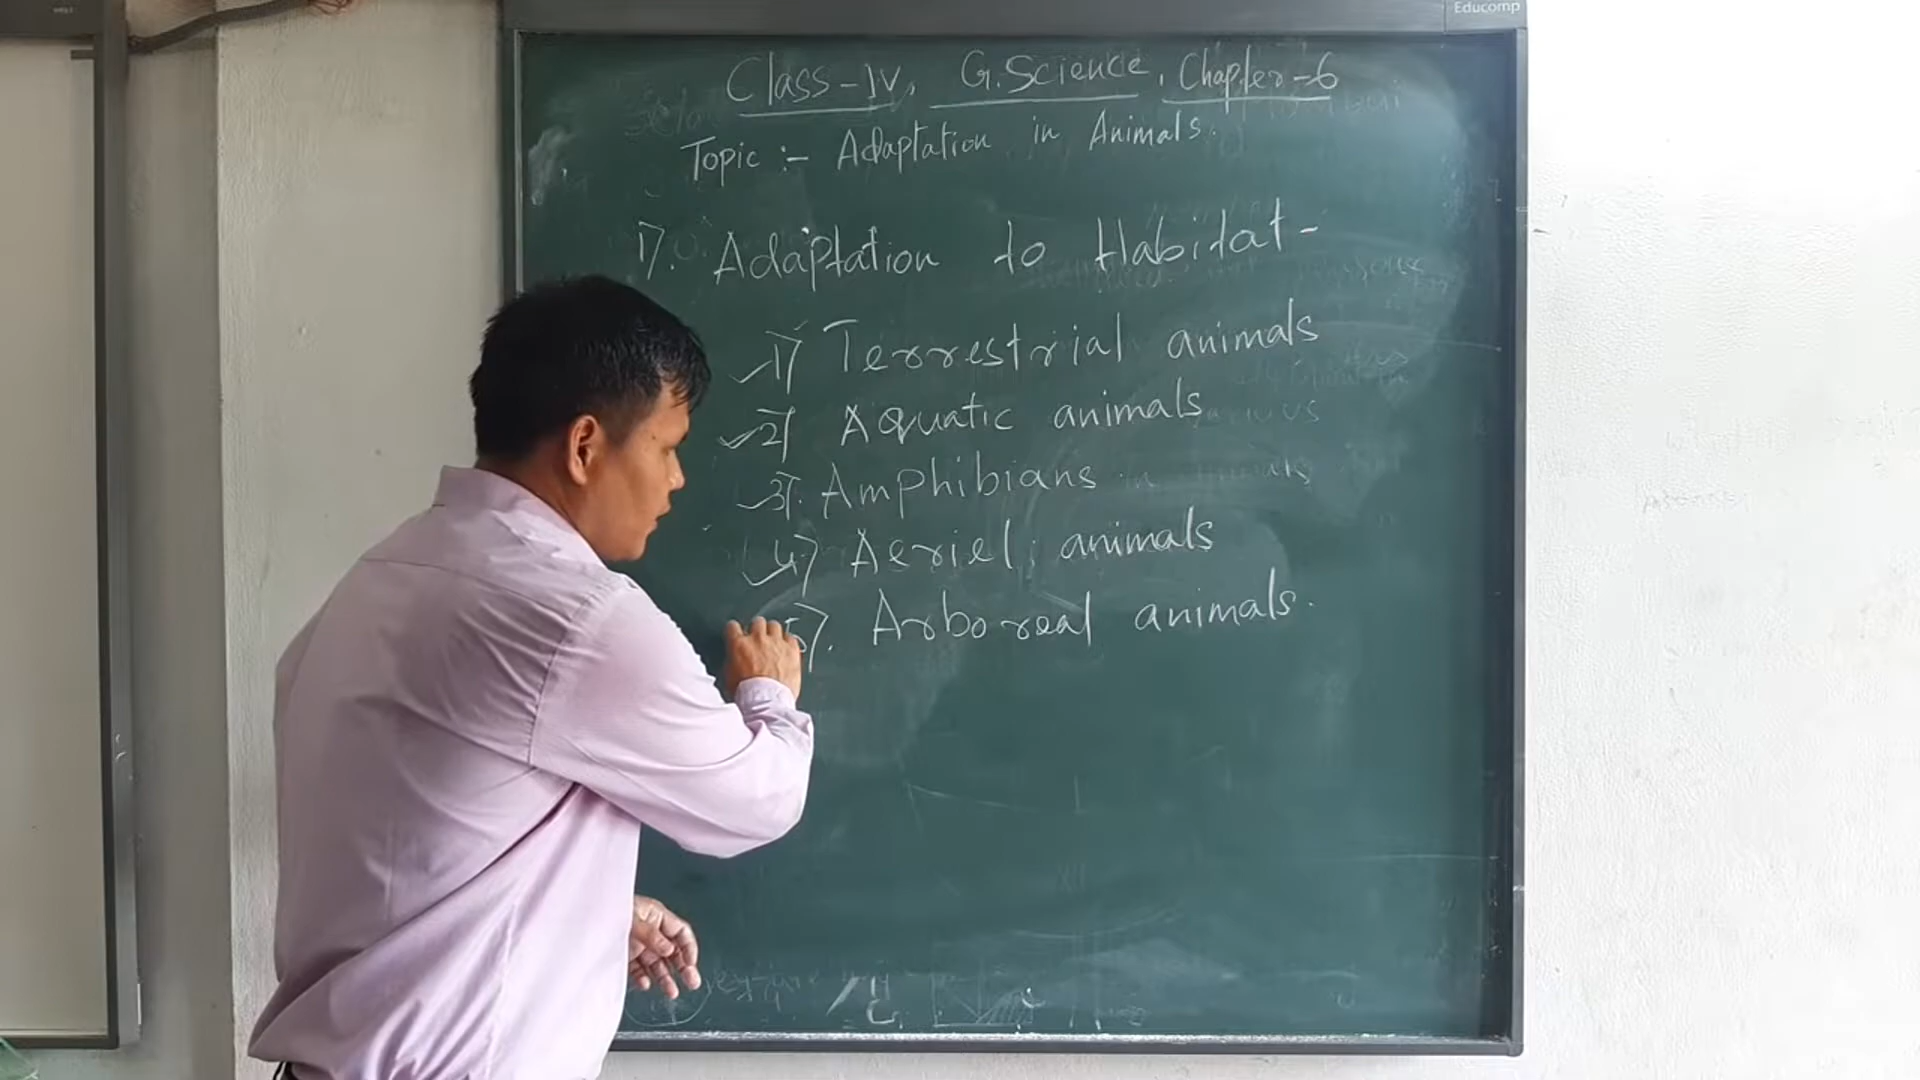 Educomp
Class-IV, G.Science, Chapter-6
Topic :- Adaptation in Animals.
1). Adaptation to Habitat-
1) Terrestrial animals
2) Aquatic animals
3). Amphibians
4) Aeriel animals
5). Arboreal animals.